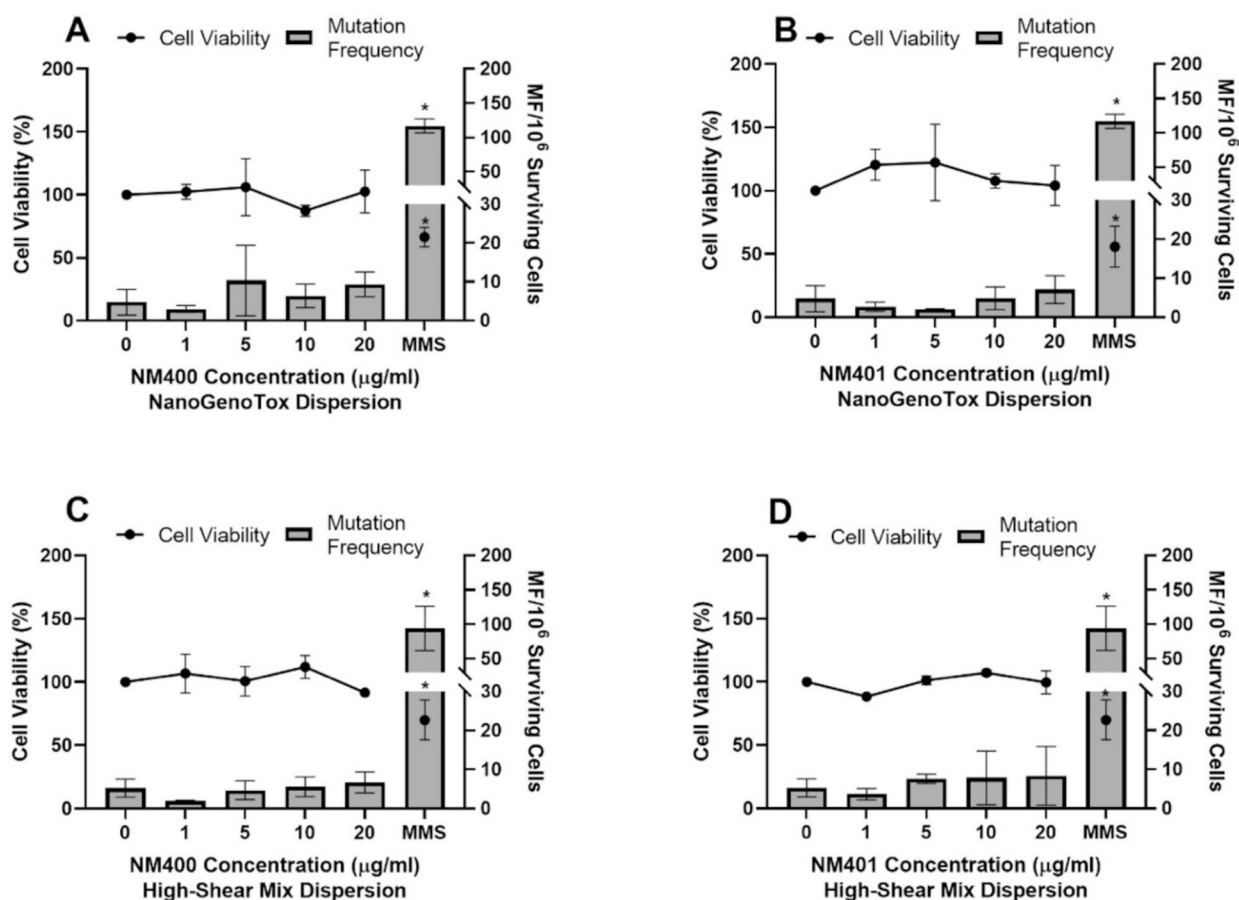 A
Cell Viability
Mutation
Frequency
200
150
100
50
0
Cell Viability (%)
200
150
100
50
30
20
10
0
MF/10⁶ Surviving Cells
*
*
0 1 5 10 20 MMS
NM400 Concentration (μg/ml)
NanoGenoTox Dispersion
B
Cell Viability
Mutation
Frequency
200
150
100
50
0
Cell Viability (%)
200
150
100
50
30
20
10
0
MF/10⁶ Surviving Cells
*
*
0 1 5 10 20 MMS
NM401 Concentration (μg/ml)
NanoGenoTox Dispersion
C
Cell Viability
Mutation
Frequency
200
150
100
50
0
Cell Viability (%)
200
150
100
50
30
20
10
0
MF/10⁶ Surviving Cells
*
*
0 1 5 10 20 MMS
NM400 Concentration (μg/ml)
High-Shear Mix Dispersion
D
Cell Viability
Mutation
Frequency
200
150
100
50
0
Cell Viability (%)
200
150
100
50
30
20
10
0
MF/10⁶ Surviving Cells
*
*
0 1 5 10 20 MMS
NM401 Concentration (μg/ml)
High-Shear Mix Dispersion